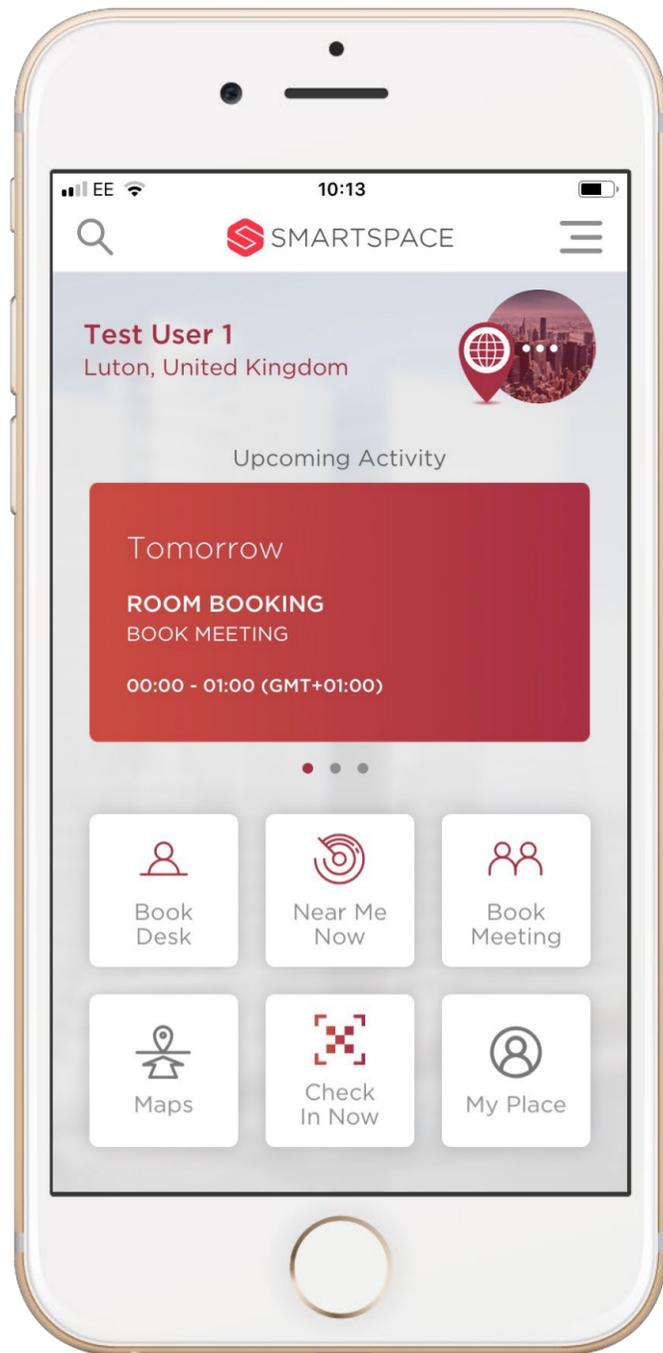 EE
10:13
SMARTSPACE
Test User 1
Luton, United Kingdom
Upcoming Activity
Tomorrow
ROOM BOOKING
BOOK MEETING
00:00 - 01:00 (GMT+01:00)
Book
Desk
Near Me
Now
Book
Meeting
Maps
Check
In Now
My Place